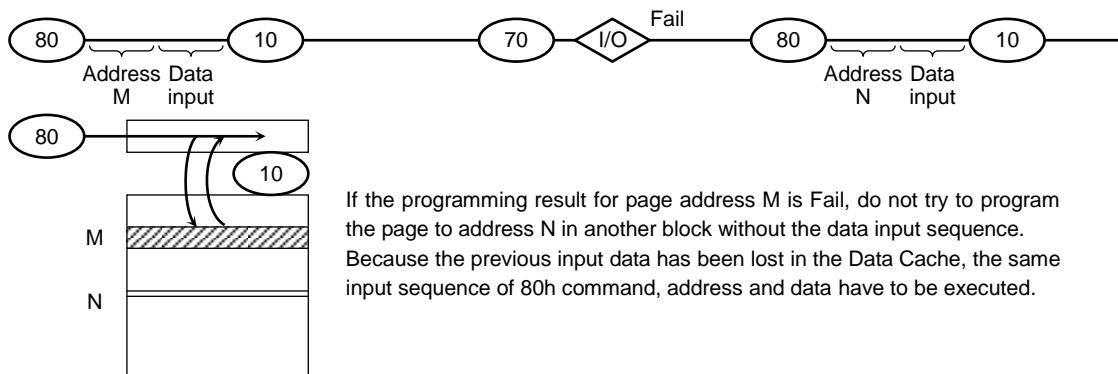 Fail
80 10 70 I/O 80 10
Address Data Address Data
M input N input
80
10
If the programming result for page address M is Fail, do not try to program
the page to address N in another block without the data input sequence.
Because the previous input data has been lost in the Data Cache, the same
input sequence of 80h command, address and data have to be executed.
M
N